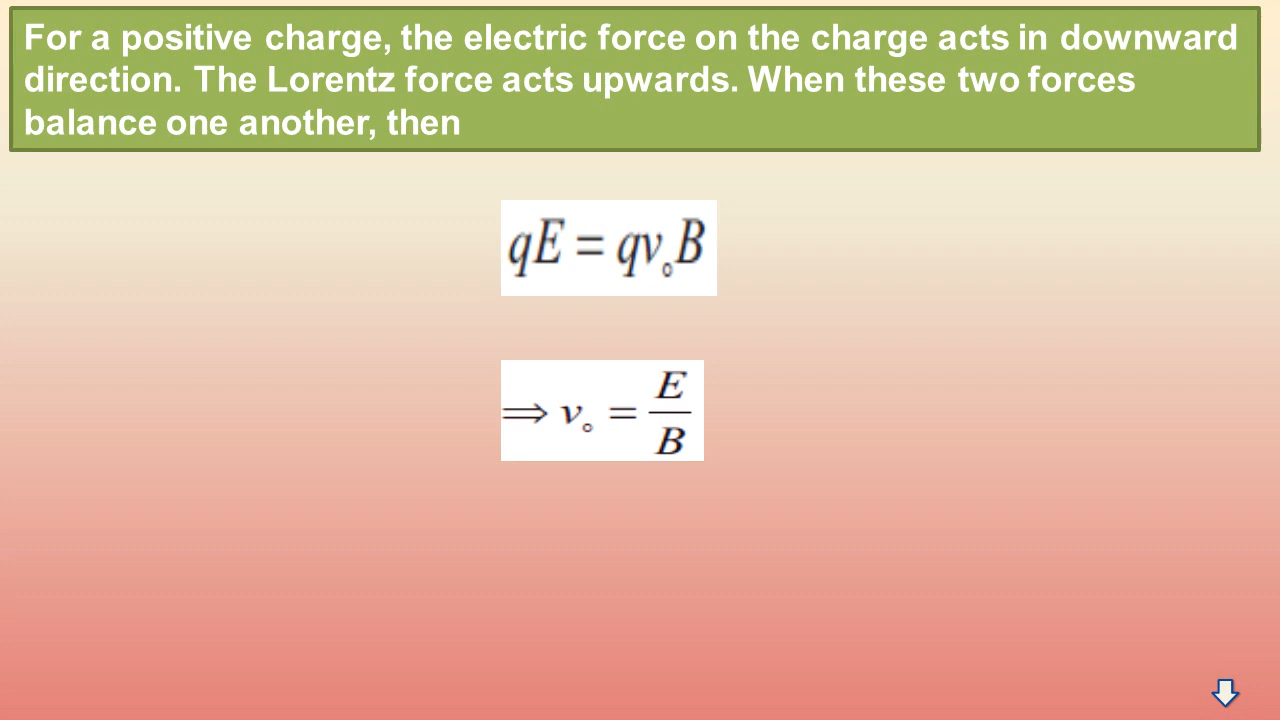 For a positive charge, the electric force on the charge acts in downward
direction. The Lorentz force acts upwards. When these two forces
balance one another, then
qE = qv∘B
⇒ v∘ = E/B